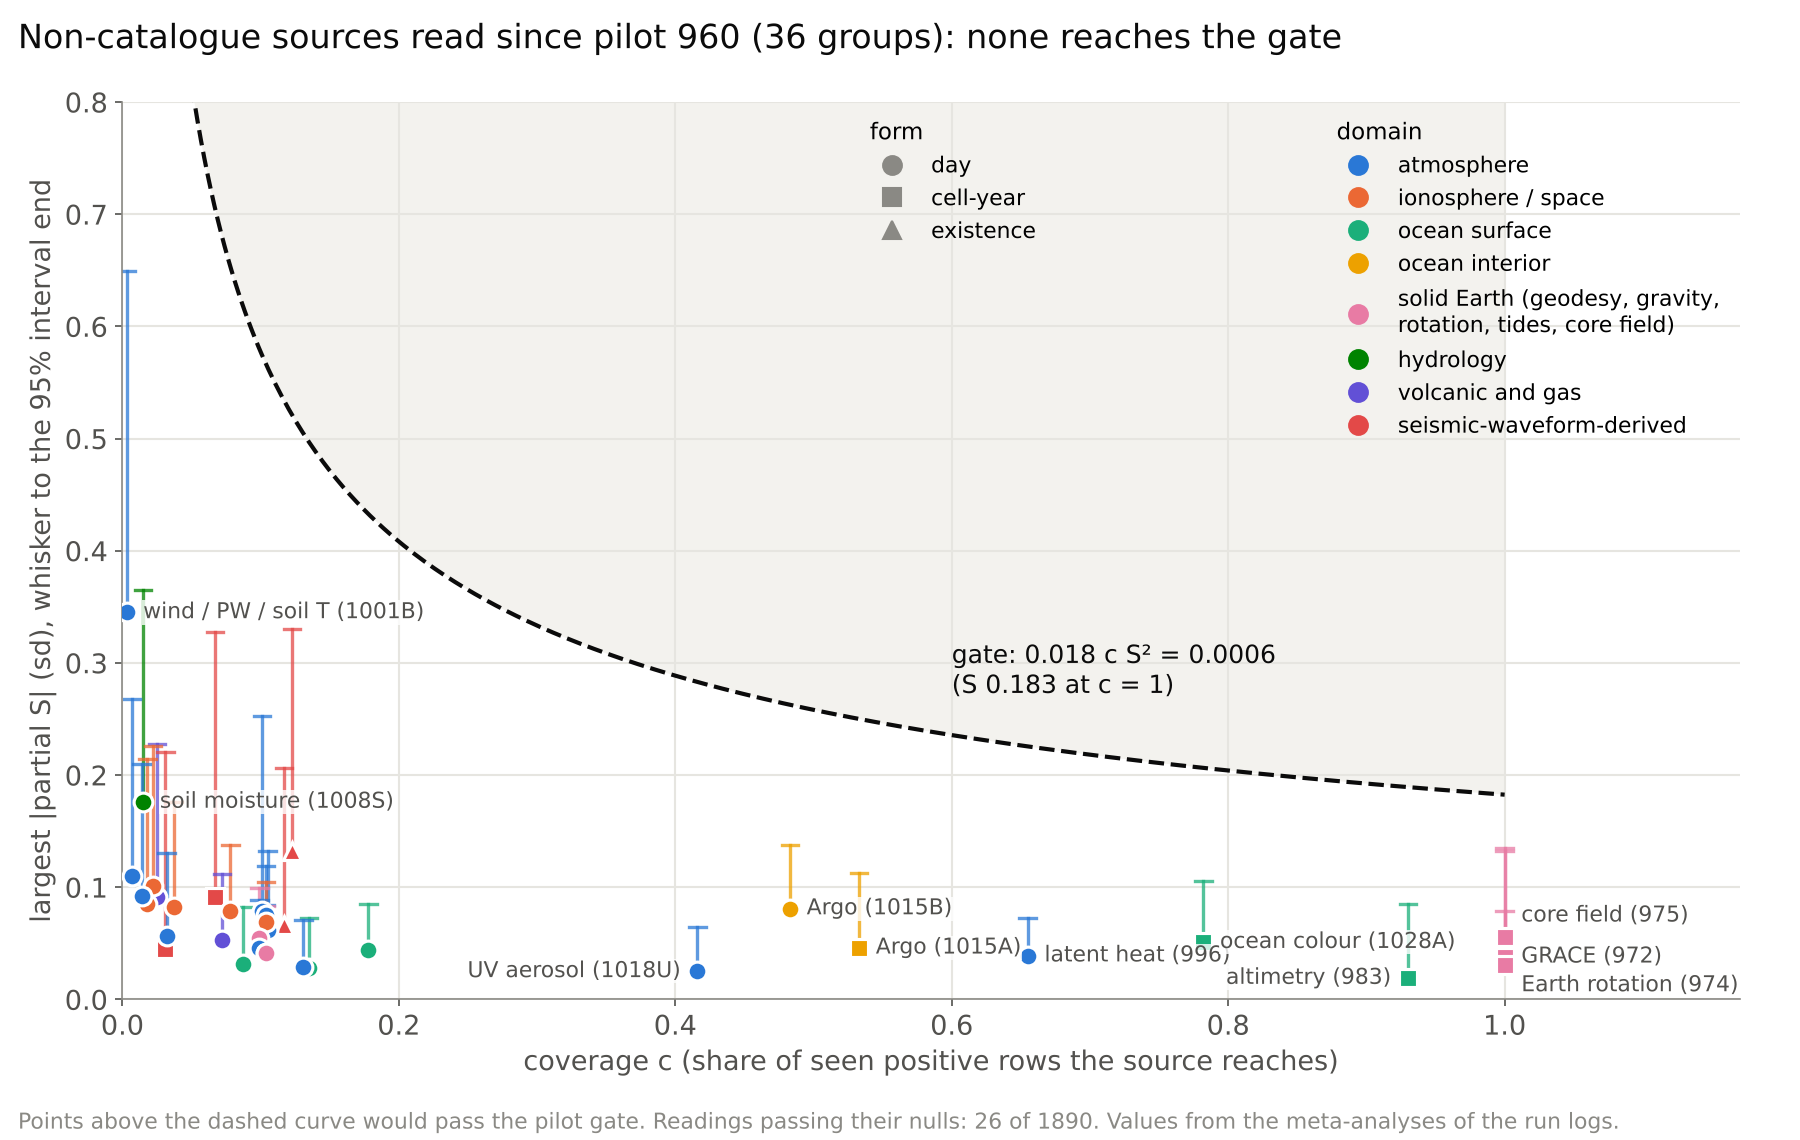 Non-catalogue sources read since pilot 960 (36 groups): none reaches the gate
largest |partial S| (sd), whisker to the 95% interval end
0.8
0.7
0.6
0.5
0.4
0.3
0.2
0.1
0.0
form
day
cell-year
existence
domain
atmosphere
ionosphere / space
ocean surface
ocean interior
solid Earth (geodesy, gravity,
rotation, tides, core field)
hydrology
volcanic and gas
seismic-waveform-derived
wind / PW / soil T (1001B)
gate: 0.018 c S² = 0.0006
(S 0.183 at c = 1)
soil moisture (1008S)
Argo (1015B)
core field (975)
Argo (1015A)
ocean colour (1028A)
latent heat (996)
GRACE (972)
UV aerosol (1018U)
altimetry (983)
Earth rotation (974)
0.0 0.2 0.4 0.6 0.8 1.0
coverage c (share of seen positive rows the source reaches)
Points above the dashed curve would pass the pilot gate. Readings passing their nulls: 26 of 1890. Values from the meta-analyses of the run logs.